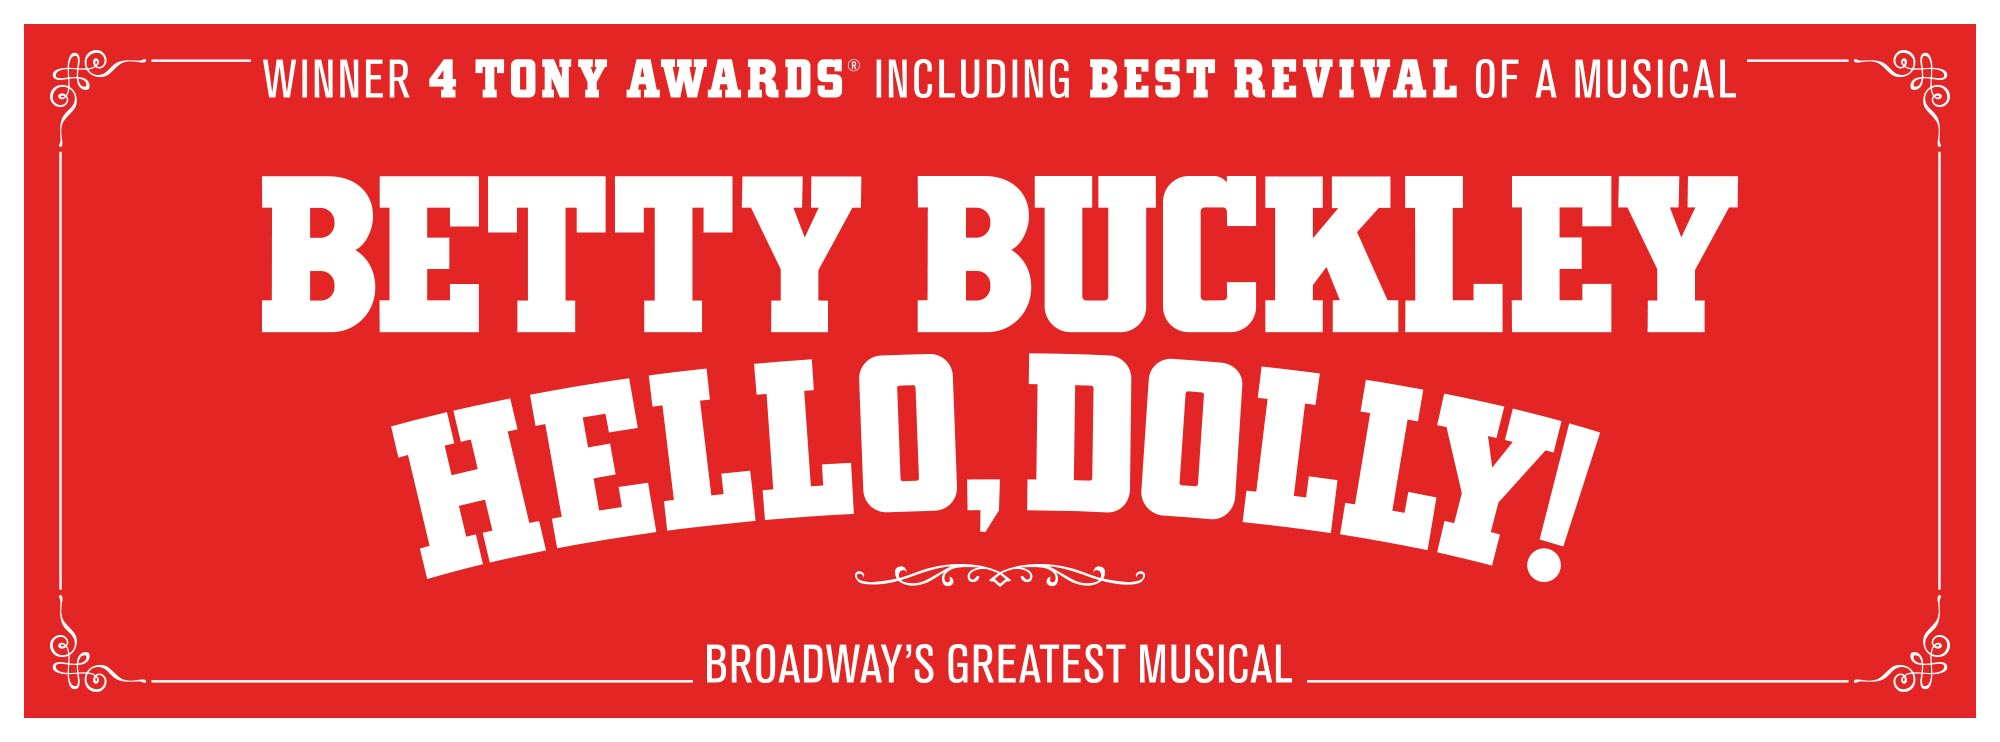 WINNER 4 TONY AWARDS® INCLUDING BEST REVIVAL OF A MUSICAL
BETTY BUCKLEY
HELLO, DOLLY!
BROADWAY'S GREATEST MUSICAL